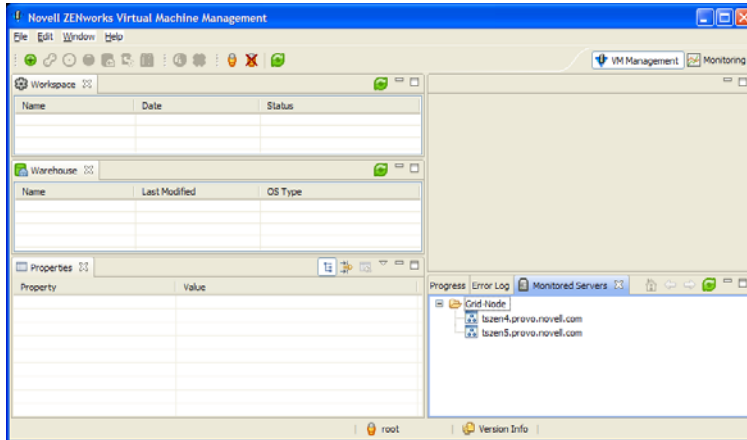 Novell ZENworks Virtual Machine Management
File Edit Window Help
VM Management Monitoring
Workspace
Name Date Status
Warehouse
Name Last Modified OS Type
Properties
Property Value
Progress Error Log Monitored Servers
Grid-Node
tszen4.provo.novell.com
tszen5.provo.novell.com
root Version Info